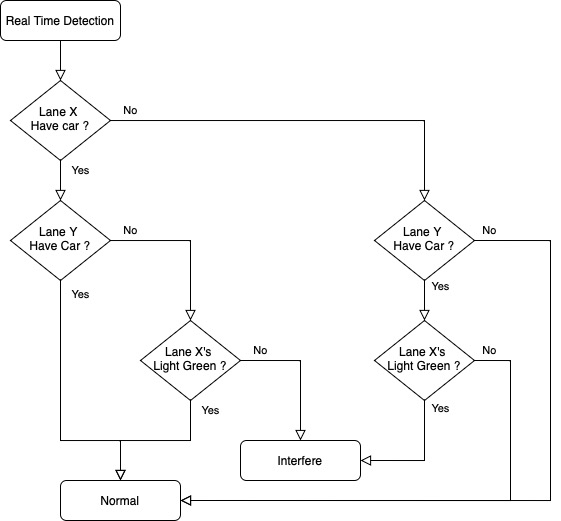 Real Time Detection
Lane X
Have car ?
No
Yes
Lane Y
Have Car ?
No
Yes
Lane Y
Have Car ?
No
Yes
Lane X's
Light Green ?
No
Yes
Lane X's
Light Green ?
No
Yes
Interfere
Normal